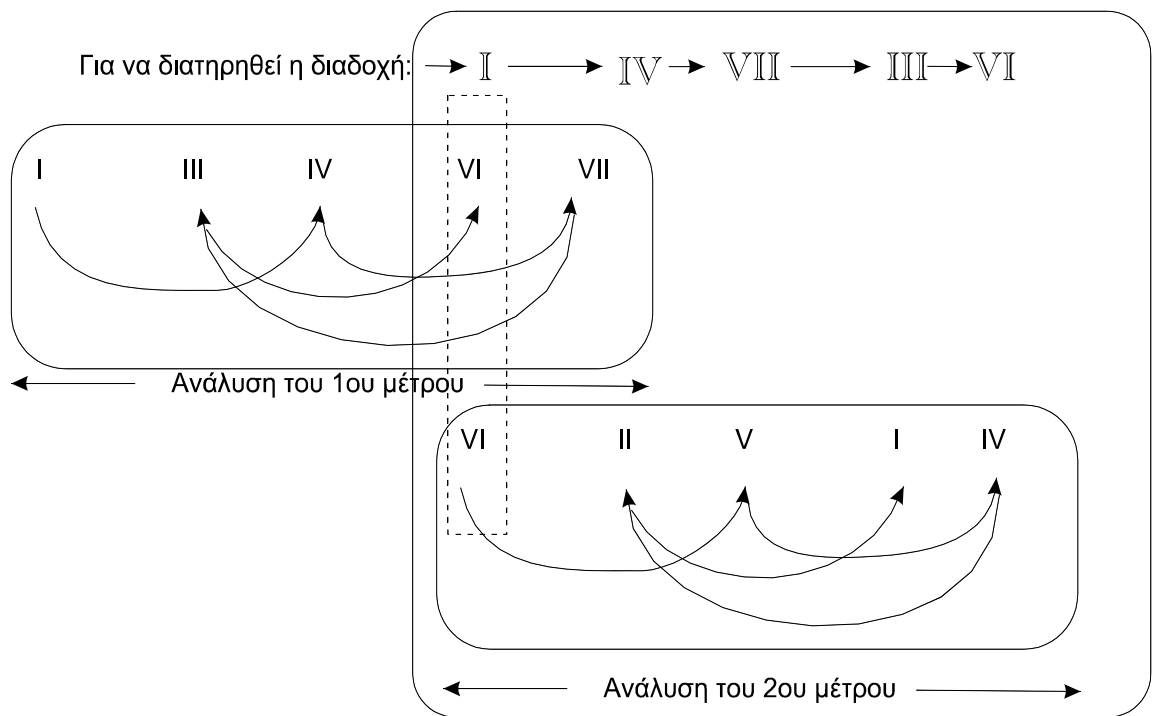 Για να διατηρηθεί η διαδοχή: I IV VII III VI
I III IV VI VII
Ανάλυση του 1ου μέτρου
VI II V I IV
Ανάλυση του 2ου μέτρου